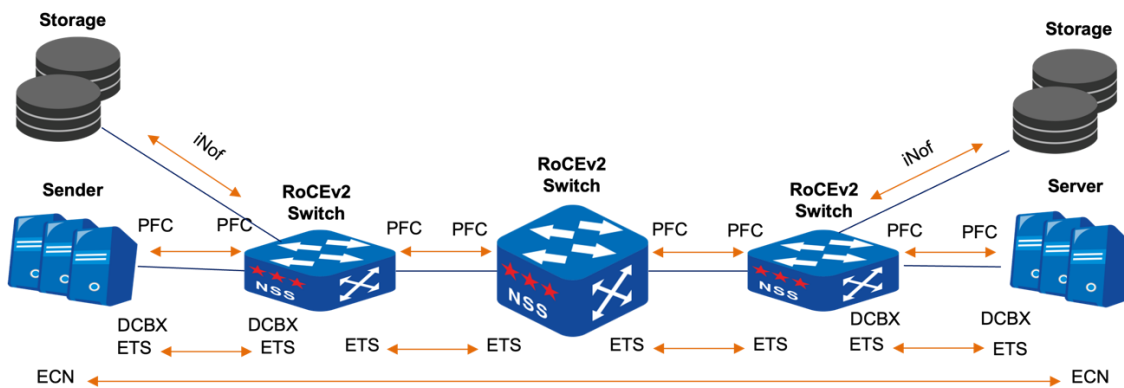 Storage
Storage
iNof
iNof
RoCEv2
Switch
Sender
RoCEv2
Switch
RoCEv2
Switch
Server
PFC PFC PFC PFC PFC PFC PFC PFC
NSS
NSS
NSS
DCBX DCBX DCBX DCBX
ETS ETS ETS ETS ETS ETS ETS ETS
ECN ECN